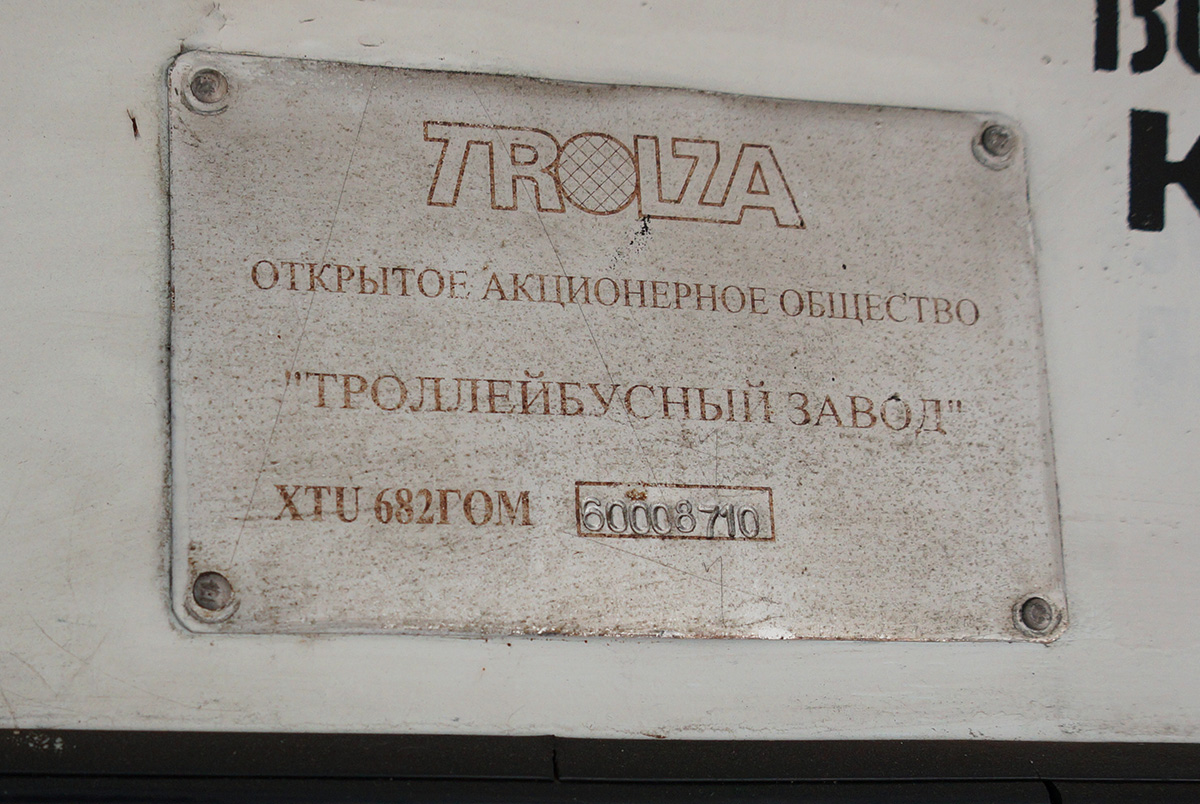 TROLZA
ОТКРЫТОЕ АКЦИОНЕРНОЕ ОБЩЕСТВО
"ТРОЛЛЕЙБУСНЫЙ ЗАВОД"
XTU 682ГОМ 60008710